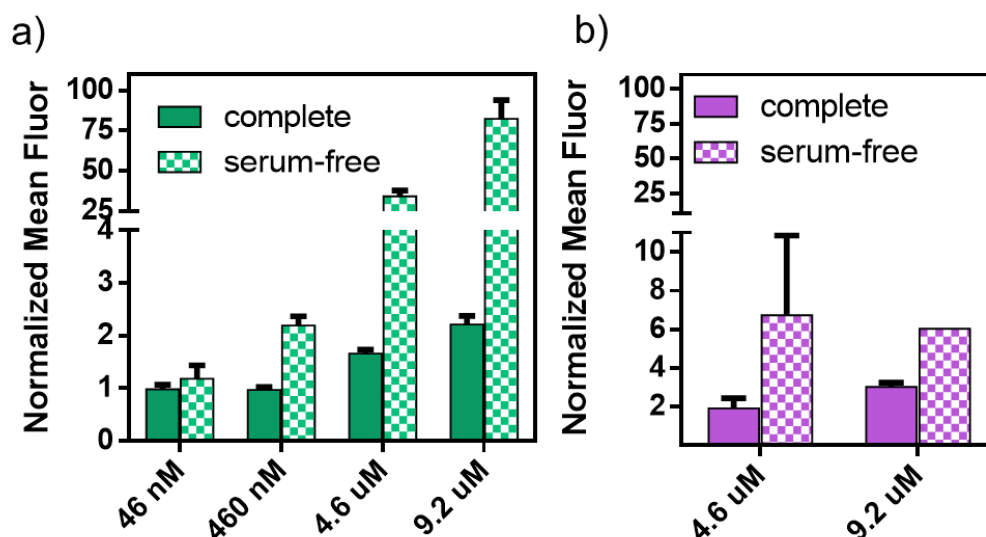 a)
Normalized Mean Fluor
100
75
50
25
4
3
2
1
0
complete
serum-free
46 nM
460 nM
4.6 uM
9.2 uM
b)
Normalized Mean Fluor
100
75
50
25
10
8
6
4
2
complete
serum-free
4.6 uM
9.2 uM